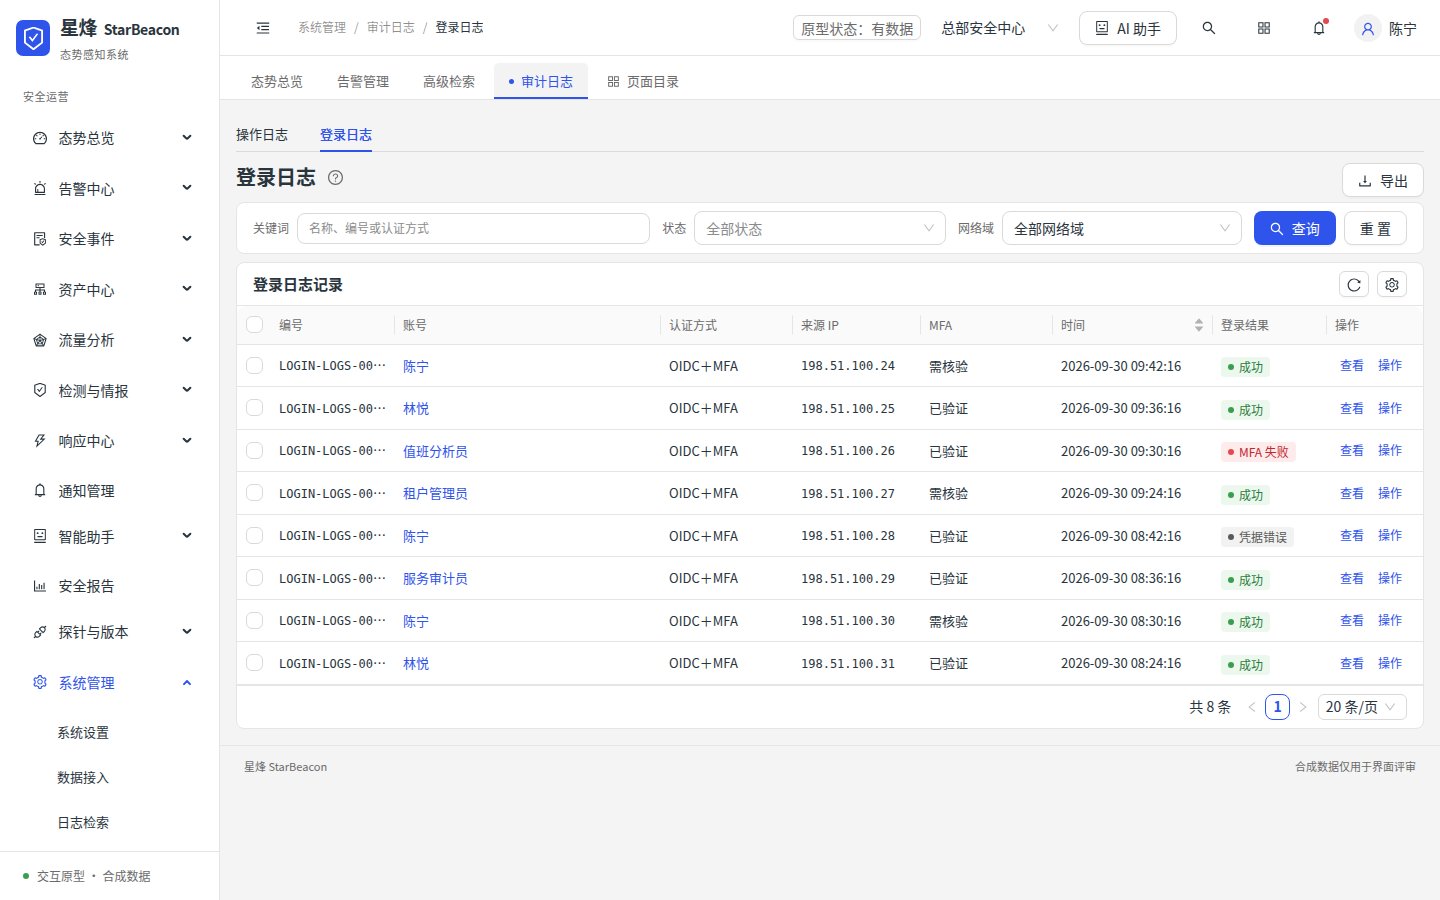 星烽 StarBeacon
态势感知系统
安全运营
态势总览
告警中心
安全事件
资产中心
流量分析
检测与情报
响应中心
通知管理
智能助手
安全报告
探针与版本
系统管理
系统设置
数据接入
日志检索
交互原型 · 合成数据
系统管理 / 审计日志 / 登录日志
原型状态：有数据
总部安全中心
AI 助手
陈宁
态势总览
告警管理
高级检索
审计日志
页面目录
操作日志
登录日志
登录日志
导出
关键词
名称、编号或认证方式
状态
全部状态
网络域
全部网络域
查询
重 置
登录日志记录
编号 账号 认证方式 来源 IP MFA 时间 登录结果 操作
LOGIN-LOGS-00… 陈宁 OIDC＋MFA 198.51.100.24 需核验 2026-09-30 09:42:16 成功 查看 操作
LOGIN-LOGS-00… 林悦 OIDC＋MFA 198.51.100.25 已验证 2026-09-30 09:36:16 成功 查看 操作
LOGIN-LOGS-00… 值班分析员 OIDC＋MFA 198.51.100.26 已验证 2026-09-30 09:30:16 MFA 失败 查看 操作
LOGIN-LOGS-00… 租户管理员 OIDC＋MFA 198.51.100.27 需核验 2026-09-30 09:24:16 成功 查看 操作
LOGIN-LOGS-00… 陈宁 OIDC＋MFA 198.51.100.28 已验证 2026-09-30 08:42:16 凭据错误 查看 操作
LOGIN-LOGS-00… 服务审计员 OIDC＋MFA 198.51.100.29 已验证 2026-09-30 08:36:16 成功 查看 操作
LOGIN-LOGS-00… 陈宁 OIDC＋MFA 198.51.100.30 需核验 2026-09-30 08:30:16 成功 查看 操作
LOGIN-LOGS-00… 林悦 OIDC＋MFA 198.51.100.31 已验证 2026-09-30 08:24:16 成功 查看 操作
共 8 条 1 20 条/页
星烽 StarBeacon
合成数据仅用于界面评审